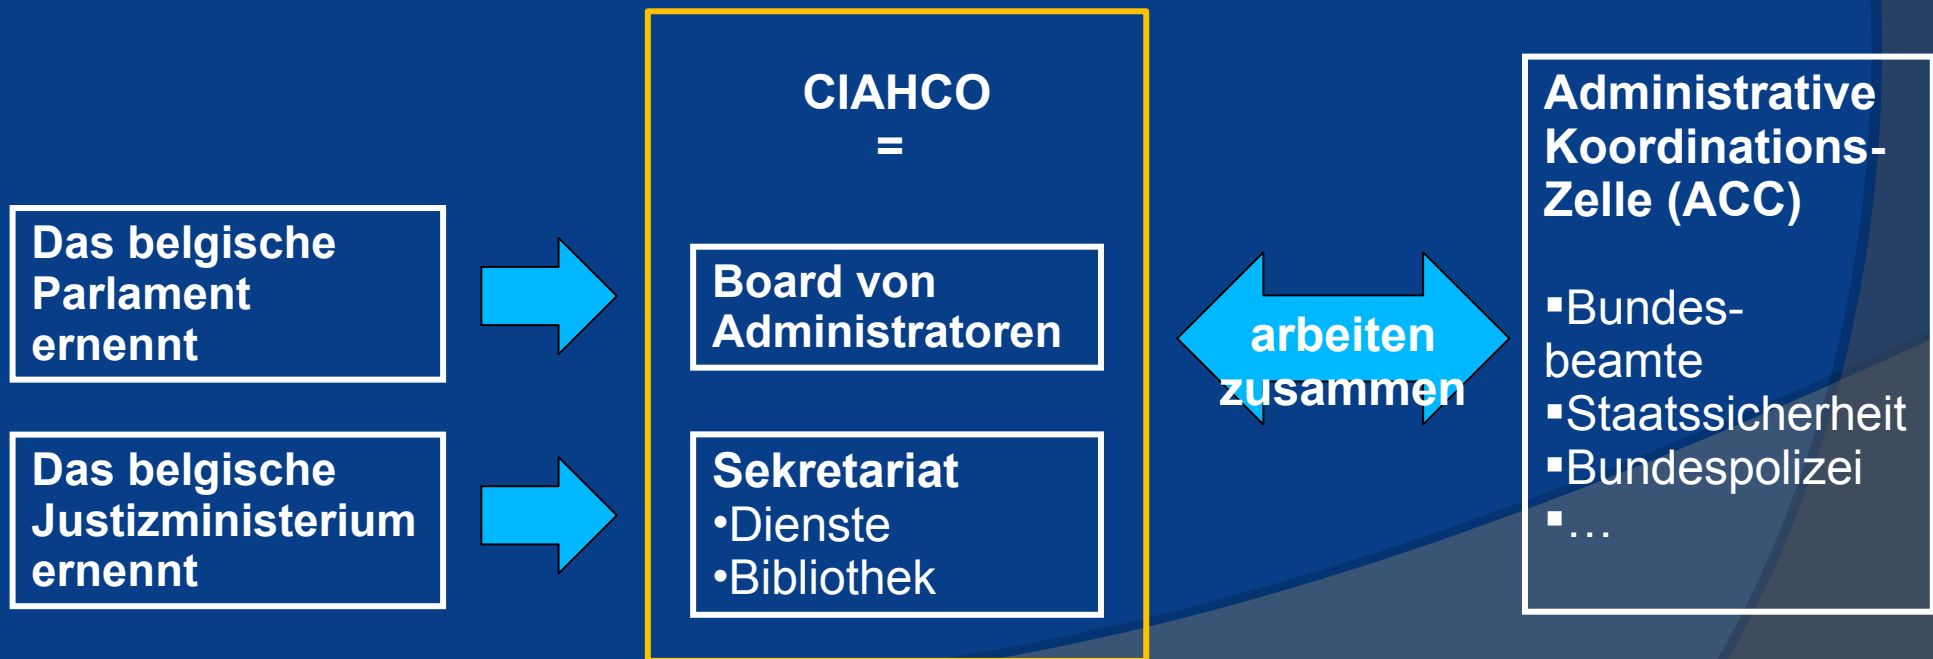 Das belgische
Parlament
ernennt
Das belgische
Justizministerium
ernennt
CIAHCO
=
Board von
Administratoren
Sekretariat
•Dienste
•Bibliothek
arbeiten
zusammen
Administrative
Koordinations-
Zelle (ACC)
▪Bundes-
beamte
▪Staatssicherheit
▪Bundespolizei
▪…